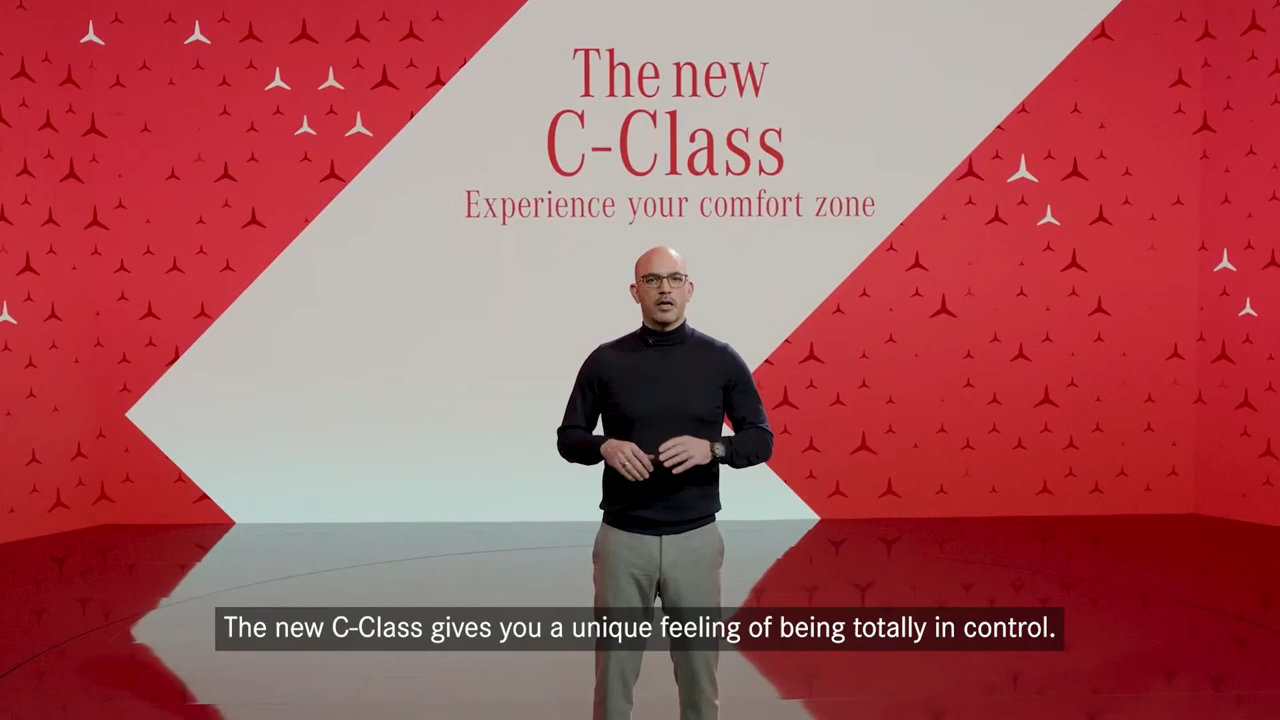 The new
C-Class
Experience your comfort zone
The new C-Class gives you a unique feeling of being totally in control.